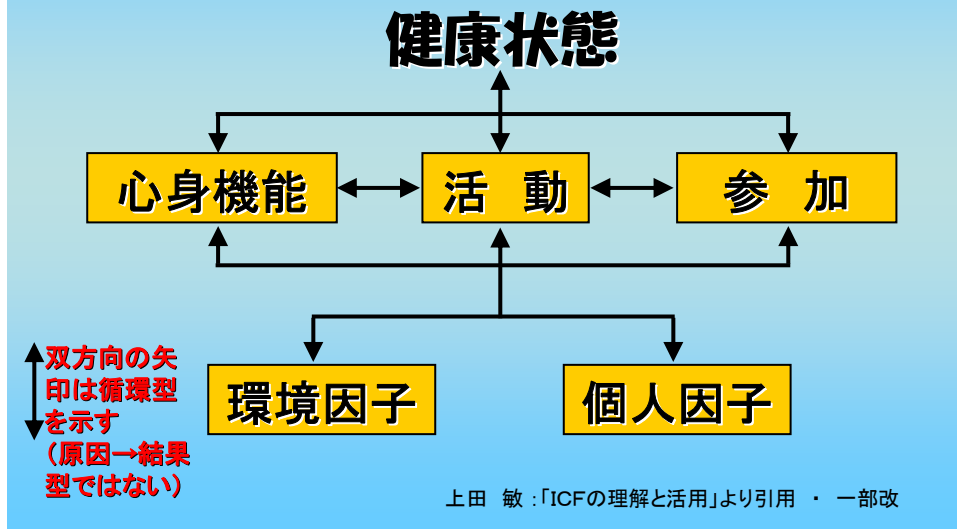 健康状態
心身機能
活　動
参　加
環境因子
個人因子
双方向の矢
印は循環型
を示す
（原因→結果
型ではない）
上田　敏：「ICFの理解と活用」より引用　・　一部改